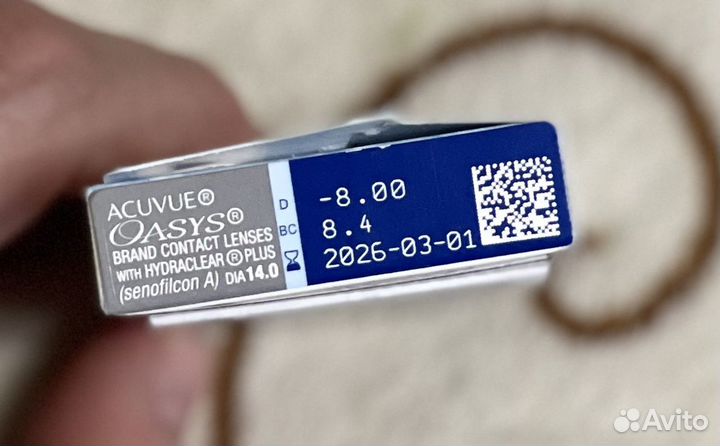 ACUVUE®
OASYS®
BRAND CONTACT LENSES
WITH HYDRACLEAR® PLUS
(senofilcon A) DIA 14.0
D -8.00
BC 8.4
2026-03-01
Avito